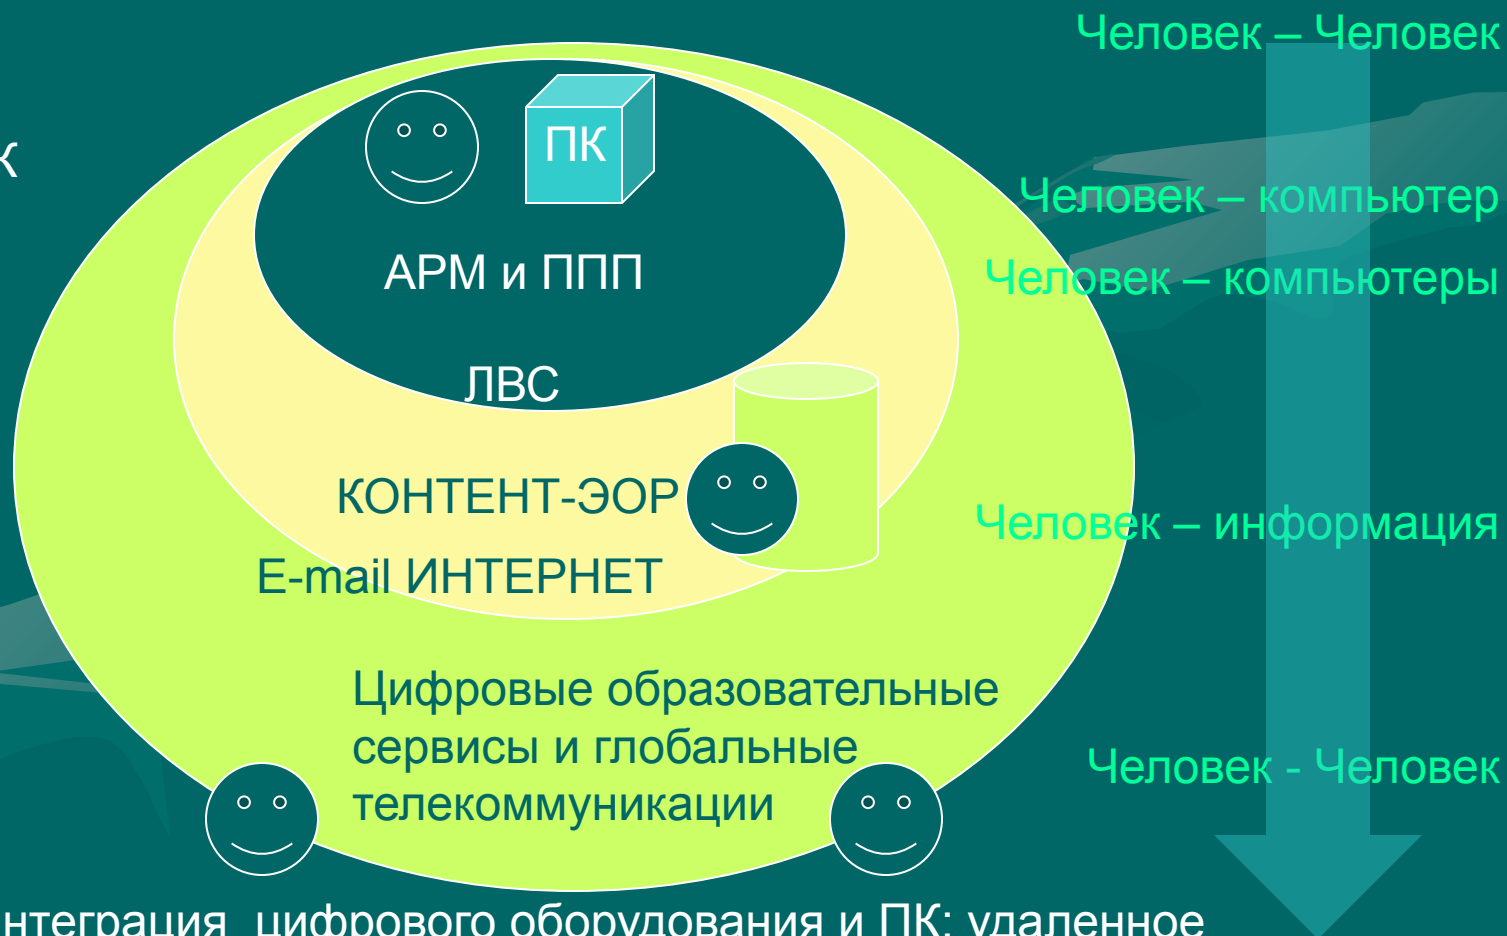 Человек – Человек
ПК
Человек – компьютер
АРМ и ППП
Человек – компьютеры
ЛВС
КОНТЕНТ-ЭОР
Человек – информация
E-mail ИНТЕРНЕТ
Цифровые образовательные
сервисы и глобальные
телекоммуникации
Человек - Человек
нтеграция цифрового оборудования и ПК: удаленное